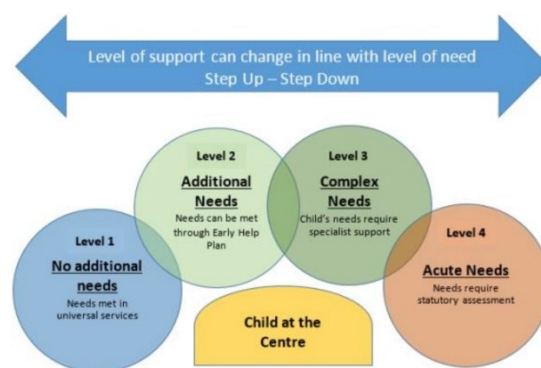 Level of support can change in line with level of need
Step Up – Step Down
Level 1
No additional
needs
Needs met in
universal services
Level 2
Additional
Needs
Needs can be met
through Early Help
Plan
Level 3
Complex
Needs
Child's needs require
specialist support
Level 4
Acute Needs
Needs require
statutory assessment
Child at the
Centre